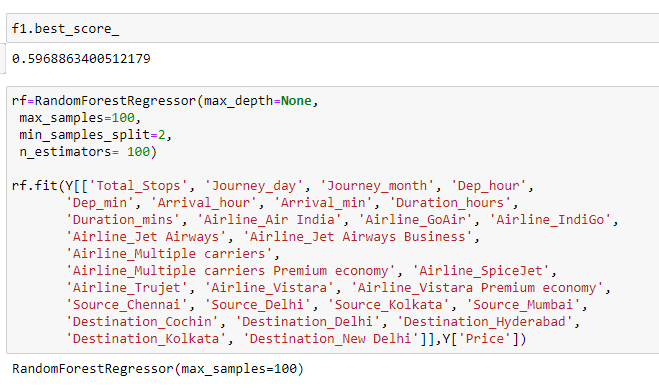 f1.best_score_
0.5968863400512179
rf=RandomForestRegressor(max_depth=None,
max_samples=100,
min_samples_split=2,
n_estimators= 100)
rf.fit(Y[['Total_Stops', 'Journey_day', 'Journey_month', 'Dep_hour',
'Dep_min', 'Arrival_hour', 'Arrival_min', 'Duration_hours',
'Duration_mins', 'Airline_Air India', 'Airline_GoAir', 'Airline_IndiGo',
'Airline_Jet Airways', 'Airline_Jet Airways Business',
'Airline_Multiple carriers',
'Airline_Multiple carriers Premium economy', 'Airline_SpiceJet',
'Airline_Trujet', 'Airline_Vistara', 'Airline_Vistara Premium economy',
'Source_Chennai', 'Source_Delhi', 'Source_Kolkata', 'Source_Mumbai',
'Destination_Cochin', 'Destination_Delhi', 'Destination_Hyderabad',
'Destination_Kolkata', 'Destination_New Delhi']],Y['Price'])
RandomForestRegressor(max_samples=100)